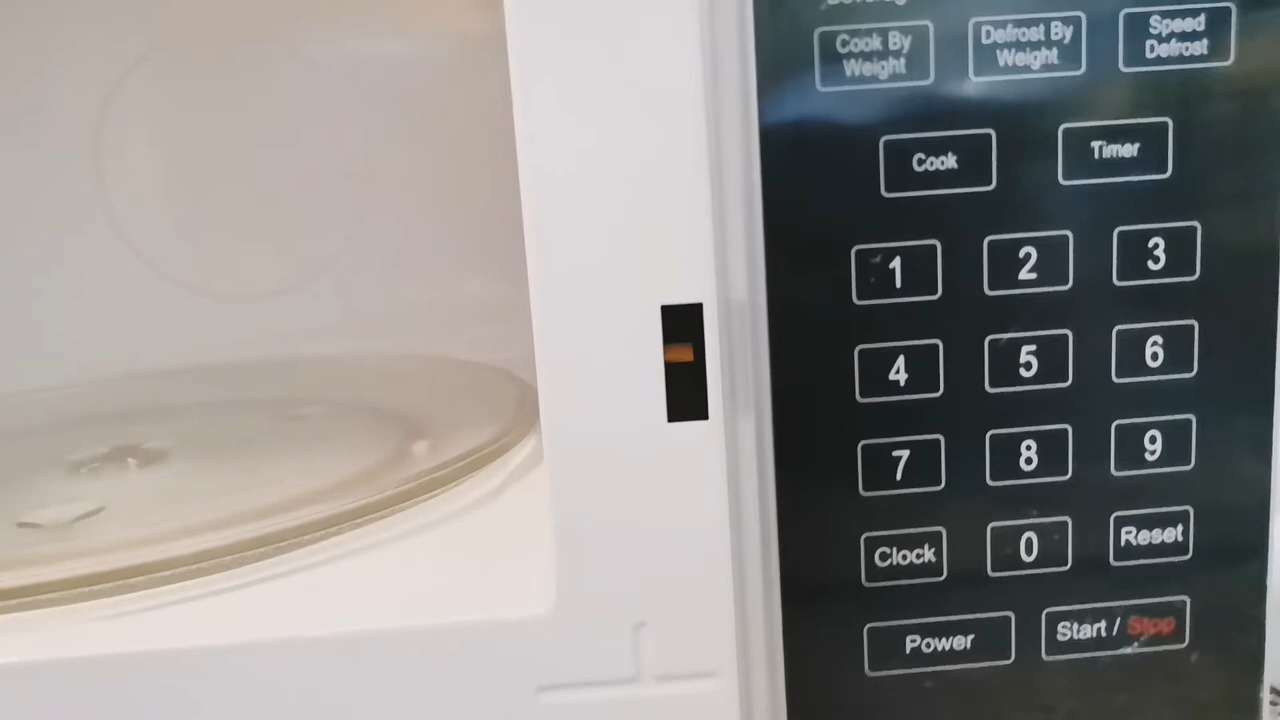 Cook By
Weight
Defrost By
Weight
Speed
Defrost
Cook
Timer
1
2
3
4
5
6
7
8
9
Clock
0
Reset
Power
Start / Stop